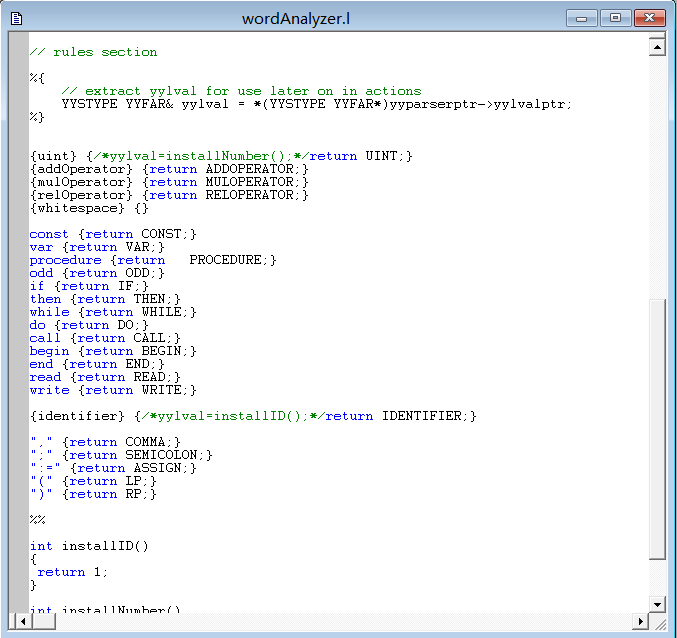 wordAnalyzer.l
// rules section
%{
// extract yylval for use later on in actions
YYSTYPE YYFAR& yylval = *(YYSTYPE YYFAR*)yyparserptr->yylvalptr;
%}
{uint} {/*yylval=installNumber();*/return UINT;}
{addOperator} {return ADDOPERATOR;}
{mulOperator} {return MULOPERATOR;}
{relOperator} {return RELOPERATOR;}
{whitespace} {}
const {return CONST;}
var {return VAR;}
procedure {return   PROCEDURE;}
odd {return ODD;}
if {return IF;}
then {return THEN;}
while {return WHILE;}
do {return DO;}
call {return CALL;}
begin {return BEGIN;}
end {return END;}
read {return READ;}
write {return WRITE;}
{identifier} {/*yylval=installID();*/return IDENTIFIER;}
"," {return COMMA;}
";" {return SEMICOLON;}
":=" {return ASSIGN;}
"(" {return LP;}
")" {return RP;}
%%
int installID()
{
return 1;
}
int installNumber()